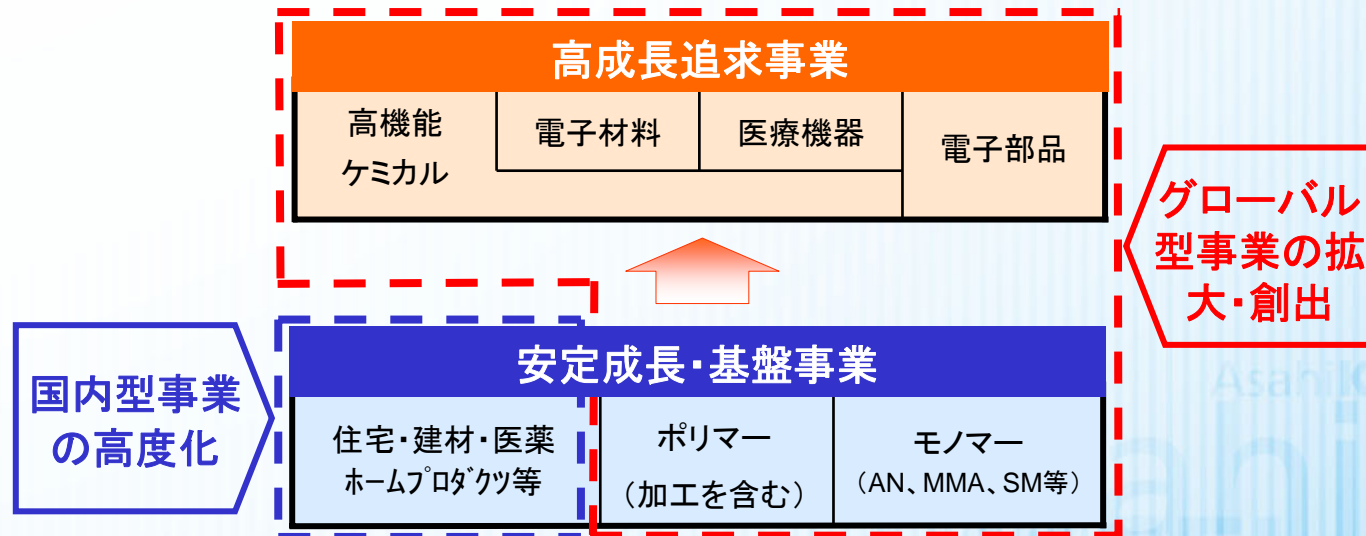 高成長追求事業
高機能
ケミカル
電子材料
医療機器
電子部品
グローバル
型事業の拡
大・創出
国内型事業
の高度化
安定成長・基盤事業
住宅・建材・医薬
ﾎｰﾑﾌﾟﾛﾀﾞｸﾂ等
ポリマー
（加工を含む）
モノマー
（AN、MMA、SM等）
Asahi